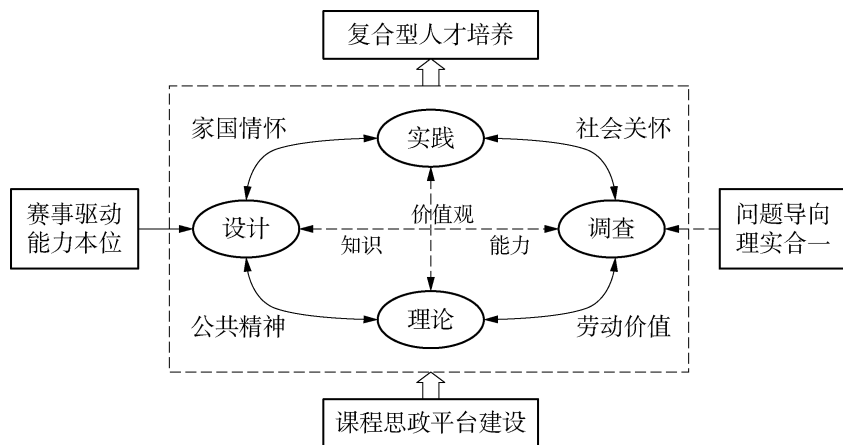 复合型人才培养
家国情怀
实践
社会关怀
赛事驱动
能力本位
设计
价值观
知识
能力
调查
问题导向
理实合一
公共精神
理论
劳动价值
课程思政平台建设